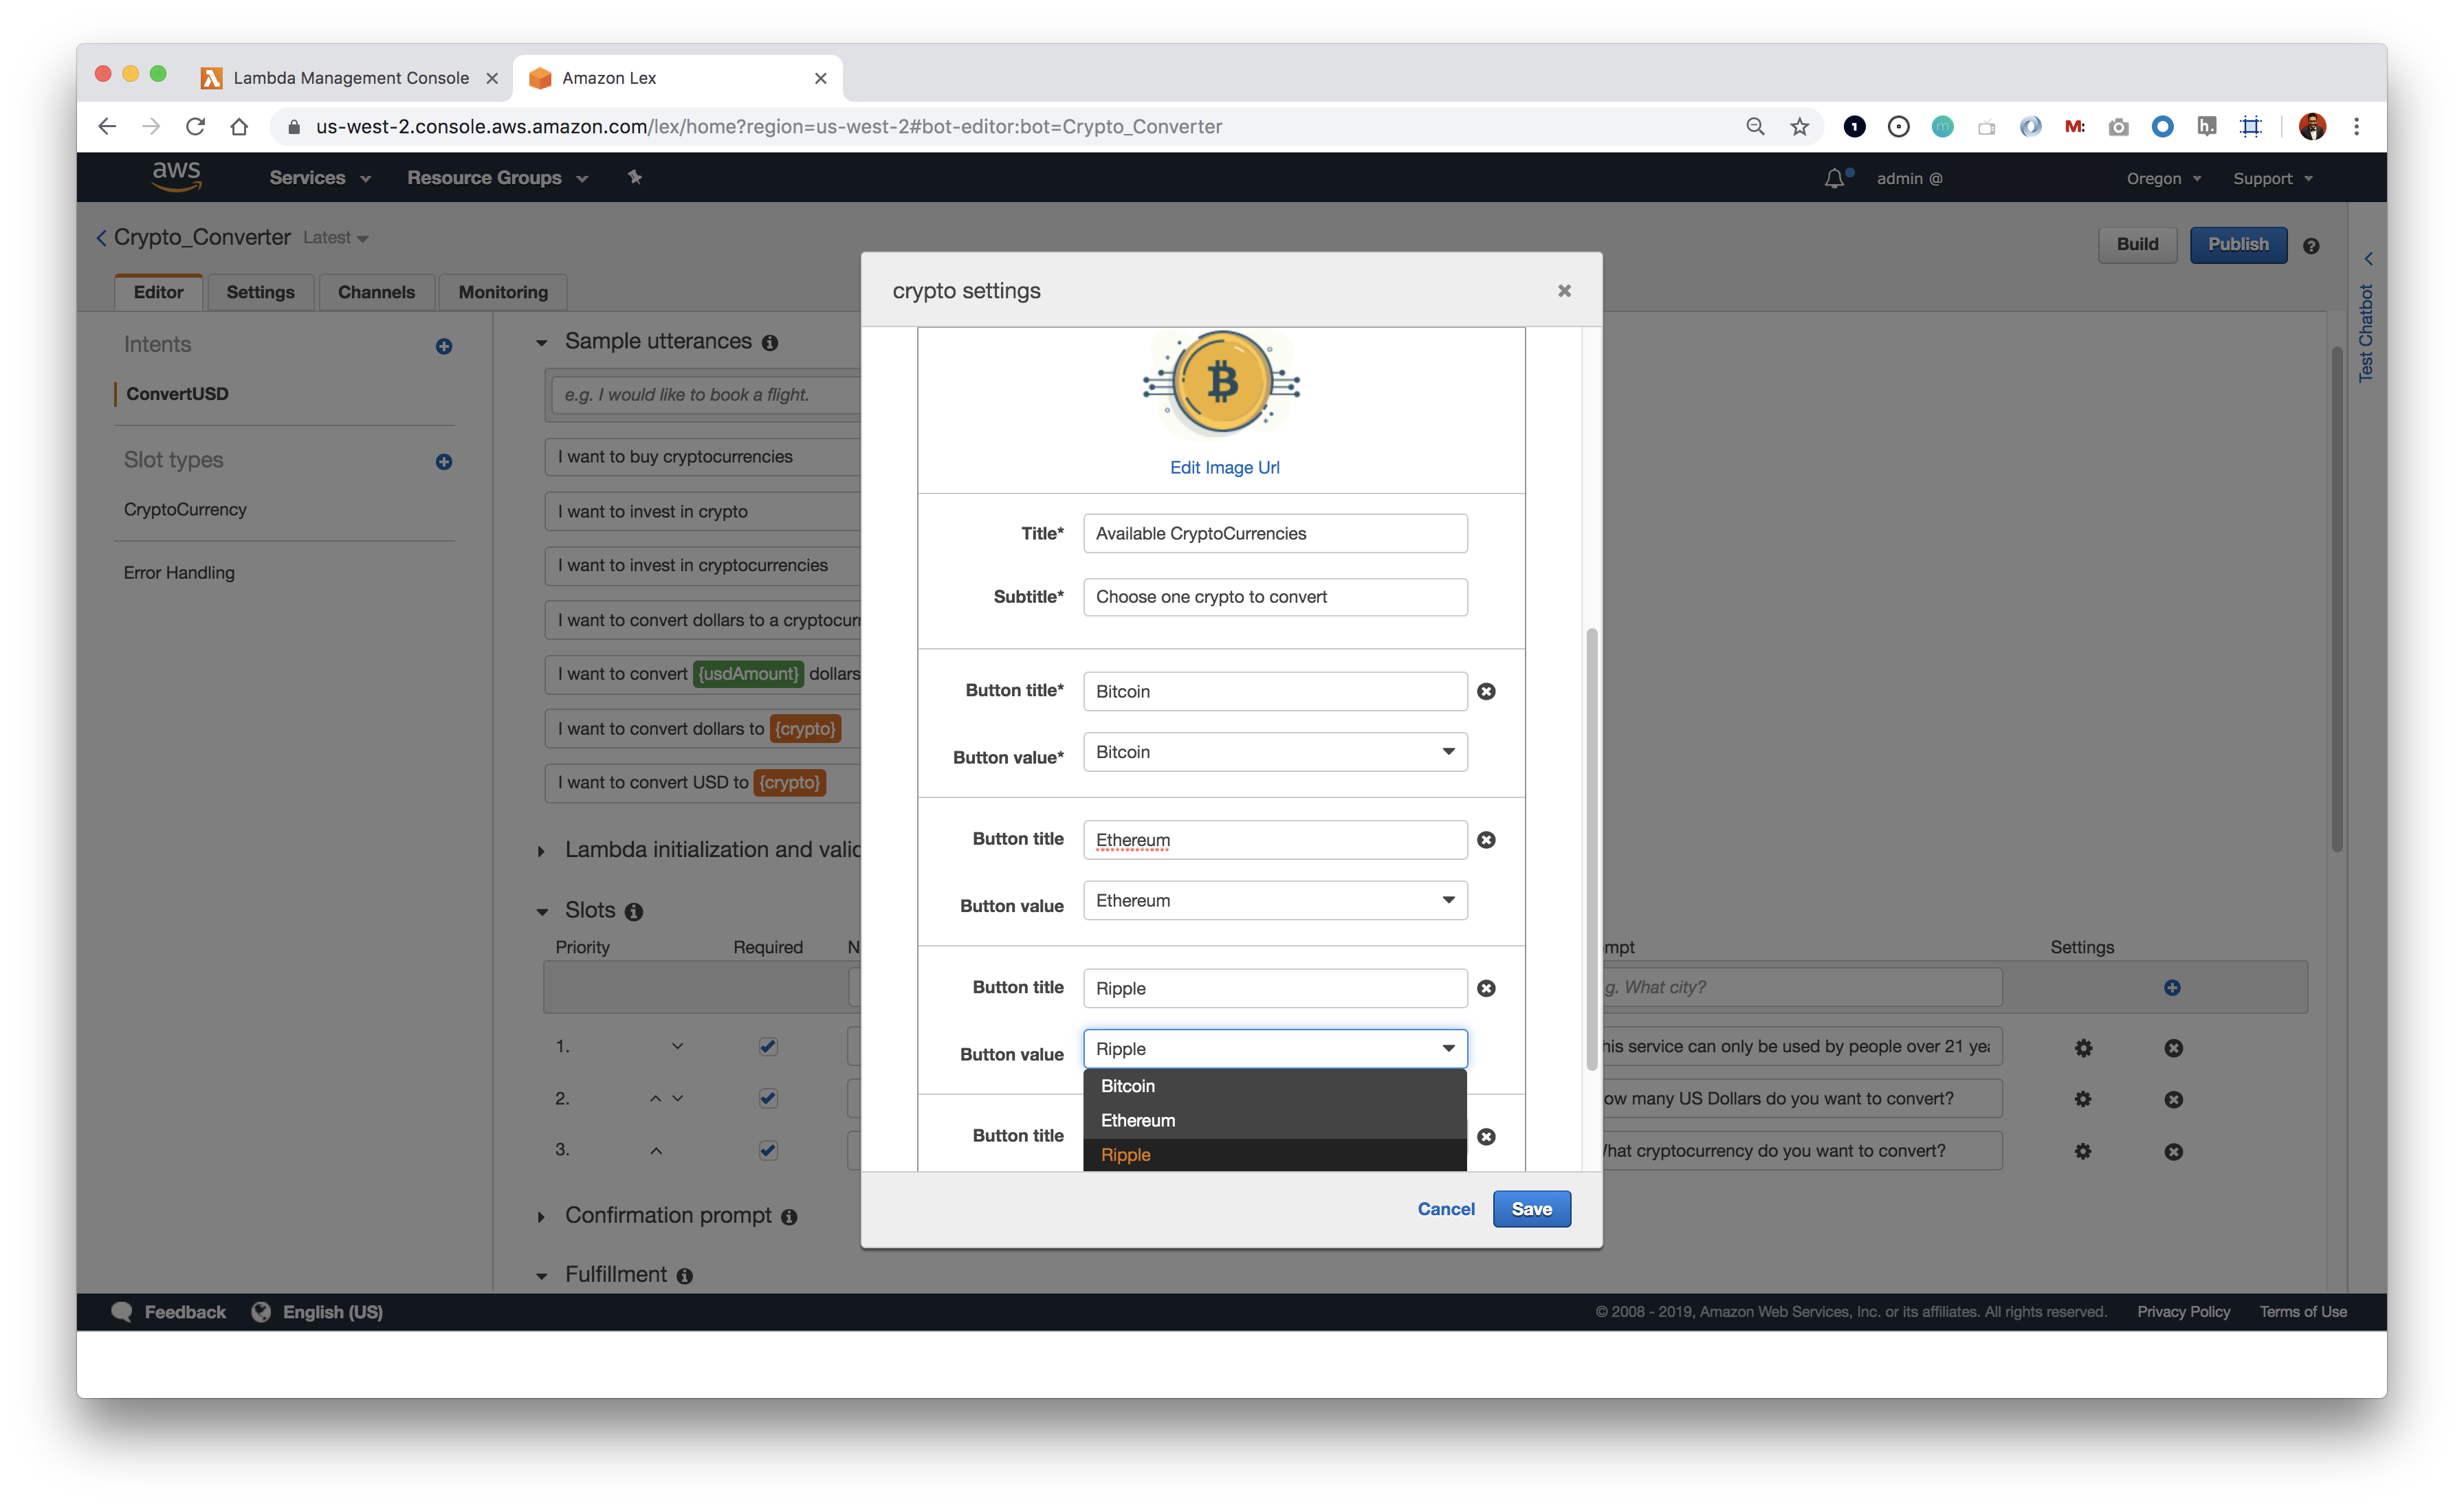 Lambda Management Console
Amazon Lex
us-west-2.console.aws.amazon.com/lex/home?region=us-west-2#bot-editor:bot=Crypto_Converter
aws
Services
Resource Groups
admin @
Oregon
Support
Crypto_Converter Latest
Build
Publish
Editor
Settings
Channels
Monitoring
Test Chatbot
Intents
ConvertUSD
Slot types
CryptoCurrency
Error Handling
Sample utterances
e.g. I would like to book a flight.
I want to buy cryptocurrencies
I want to invest in crypto
I want to invest in cryptocurrencies
I want to convert dollars to a cryptocurr
I want to convert {usdAmount} dollars
I want to convert dollars to {crypto}
I want to convert USD to {crypto}
Lambda initialization and valid
Slots
Priority
Required
N
mpt
Settings
g. What city?
1.
his service can only be used by people over 21 yea
2.
ow many US Dollars do you want to convert?
3.
hat cryptocurrency do you want to convert?
Confirmation prompt
Fulfillment
crypto settings
Edit Image Url
Title* Available CryptoCurrencies
Subtitle* Choose one crypto to convert
Button title* Bitcoin
Button value* Bitcoin
Button title Ethereum
Button value Ethereum
Button title Ripple
Button value Ripple
Bitcoin
Ethereum
Button title
Ripple
Cancel
Save
Feedback
English (US)
© 2008 - 2019, Amazon Web Services, Inc. or its affiliates. All rights reserved.
Privacy Policy
Terms of Use